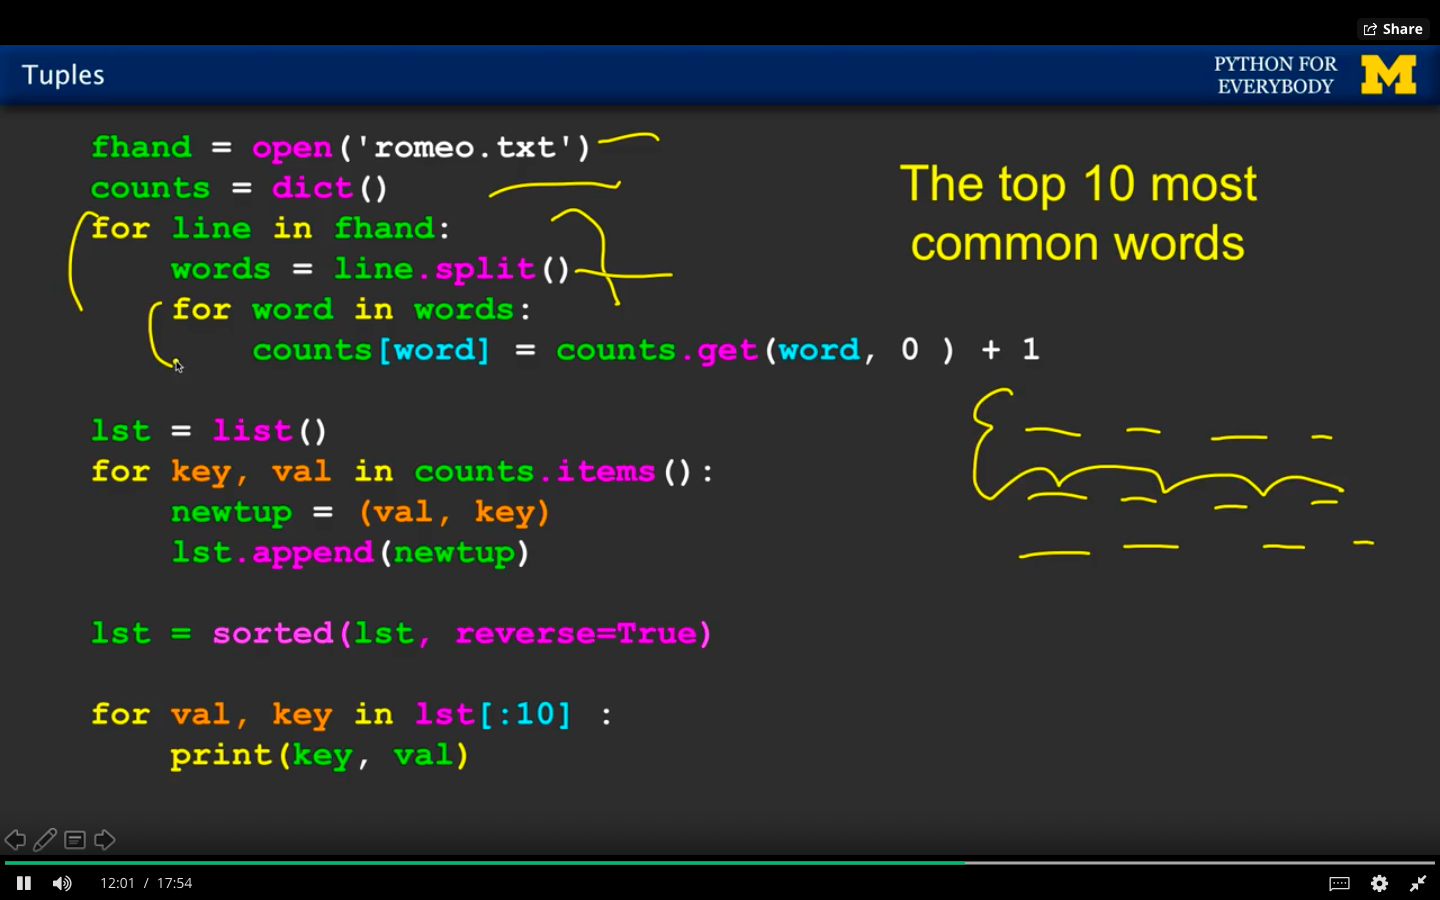 Share
Tuples
PYTHON FOR
EVERYBODY
M
fhand = open('romeo.txt')
counts = dict()
for line in fhand:
    words = line.split()
    for word in words:
        counts[word] = counts.get(word, 0 ) + 1
The top 10 most
common words
lst = list()
for key, val in counts.items():
    newtup = (val, key)
    lst.append(newtup)
lst = sorted(lst, reverse=True)
for val, key in lst[:10] :
    print(key, val)
12:01 / 17:54